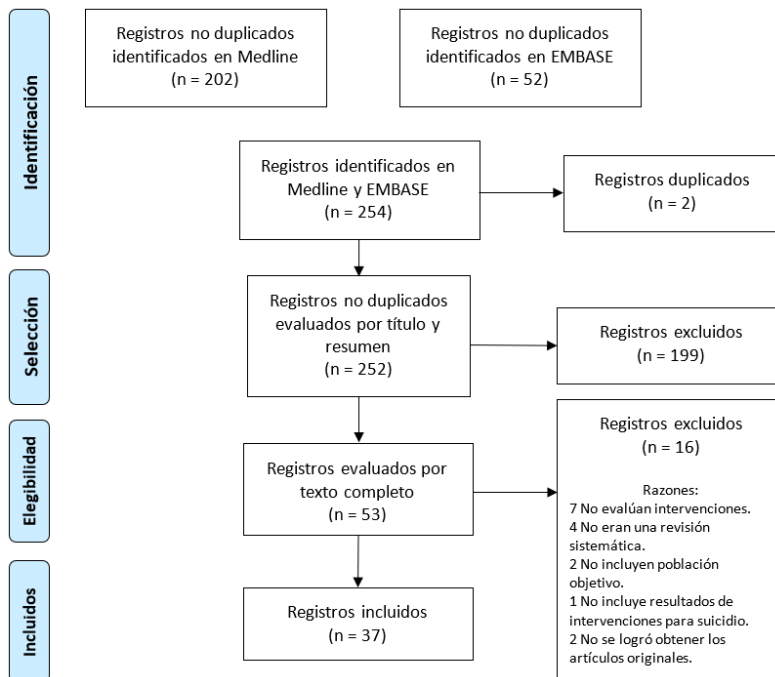 Identificación
Registros no duplicados
identificados en Medline
(n = 202)
Registros no duplicados
identificados en EMBASE
(n = 52)
Registros identificados en
Medline y EMBASE
(n = 254)
Registros duplicados
(n = 2)
Selección
Registros no duplicados
evaluados por título y
resumen
(n = 252)
Registros excluidos
(n = 199)
Elegibilidad
Registros evaluados por
texto completo
(n = 53)
Registros excluidos
(n = 16)
Razones:
7 No evalúan intervenciones.
4 No eran una revisión
sistemática.
2 No incluyen población
objetivo.
1 No incluye resultados de
intervenciones para suicidio.
2 No se logró obtener los
artículos originales.
Incluidos
Registros incluidos
(n = 37)